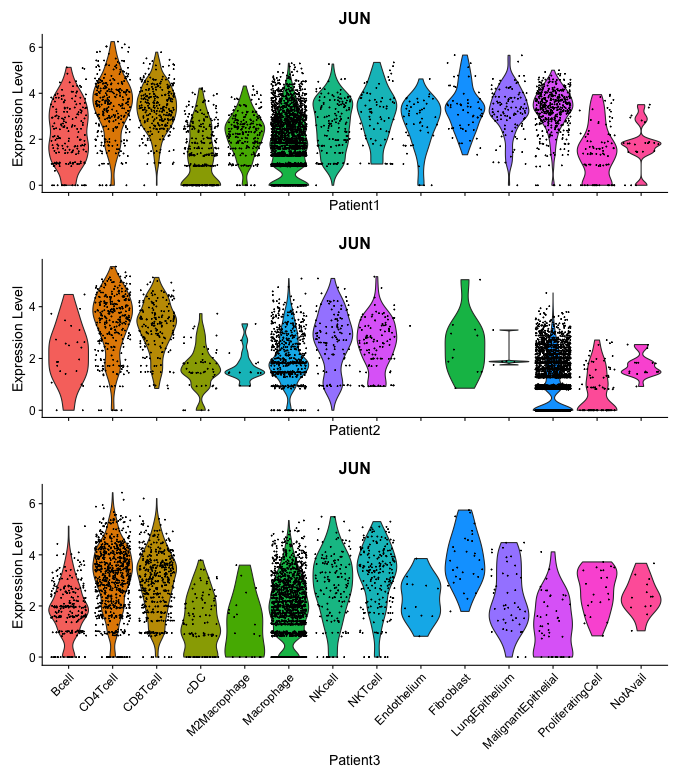 JUN
Expression Level
6
4
2
0
Patient1
JUN
Expression Level
4
2
0
Patient2
JUN
Expression Level
6
4
2
0
Bcell
CD4Tcell
CD8Tcell
cDC
M2Macrophage
Macrophage
NKcell
NKTcell
Endothelium
Fibroblast
LungEpithelium
MalignantEpithelial
ProliferatingCell
NotAvail
Patient3